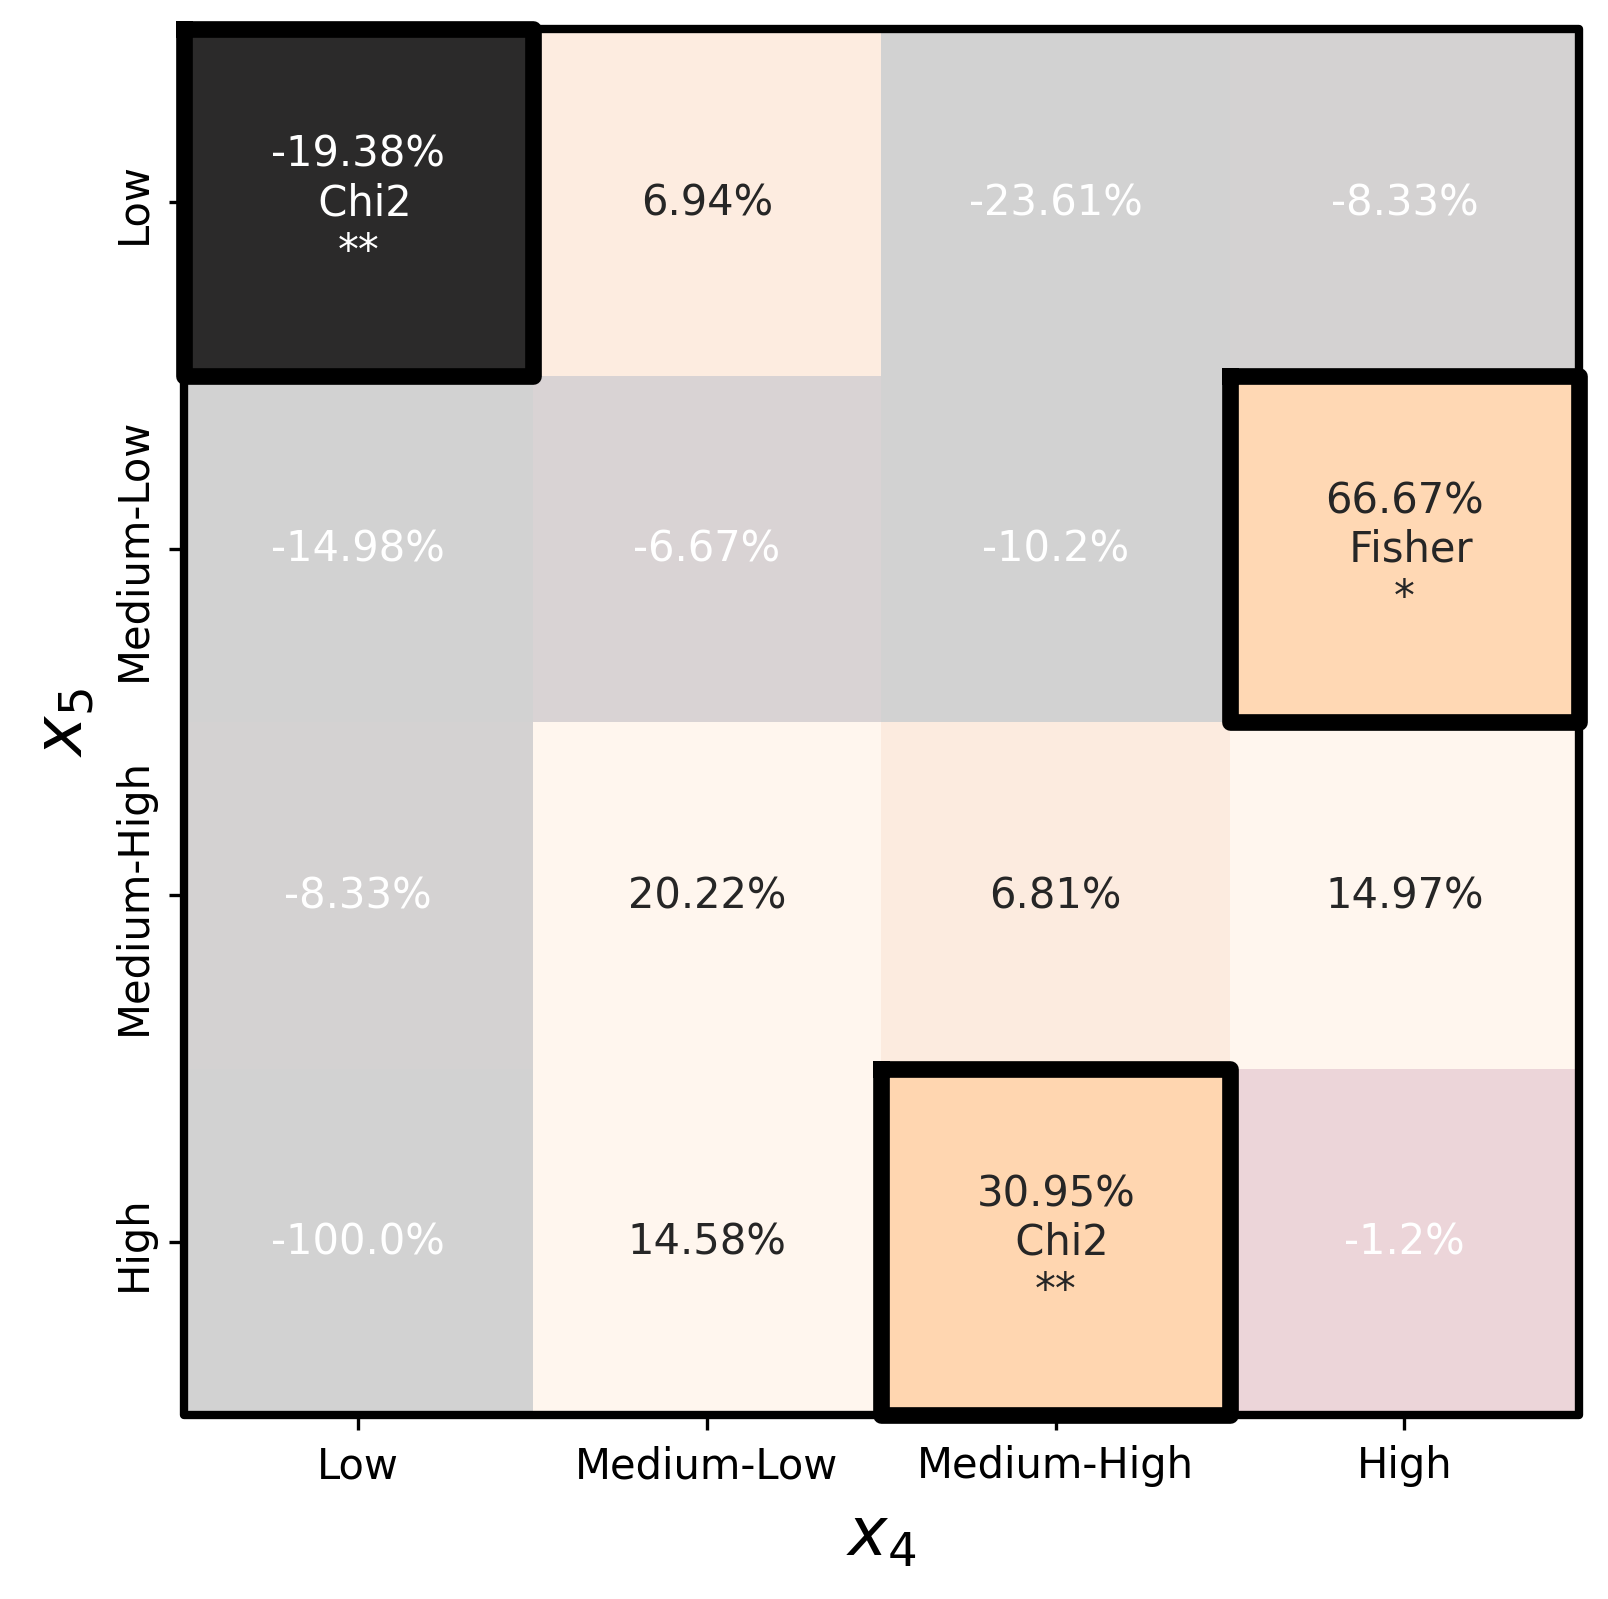 Low
-19.38%
Chi2
**
6.94%
-23.61%
-8.33%
Medium-Low
-14.98%
-6.67%
-10.2%
66.67%
Fisher
*
x₅
Medium-High
-8.33%
20.22%
6.81%
14.97%
High
-100.0%
14.58%
30.95%
Chi2
**
-1.2%
Low Medium-Low Medium-High High
x₄